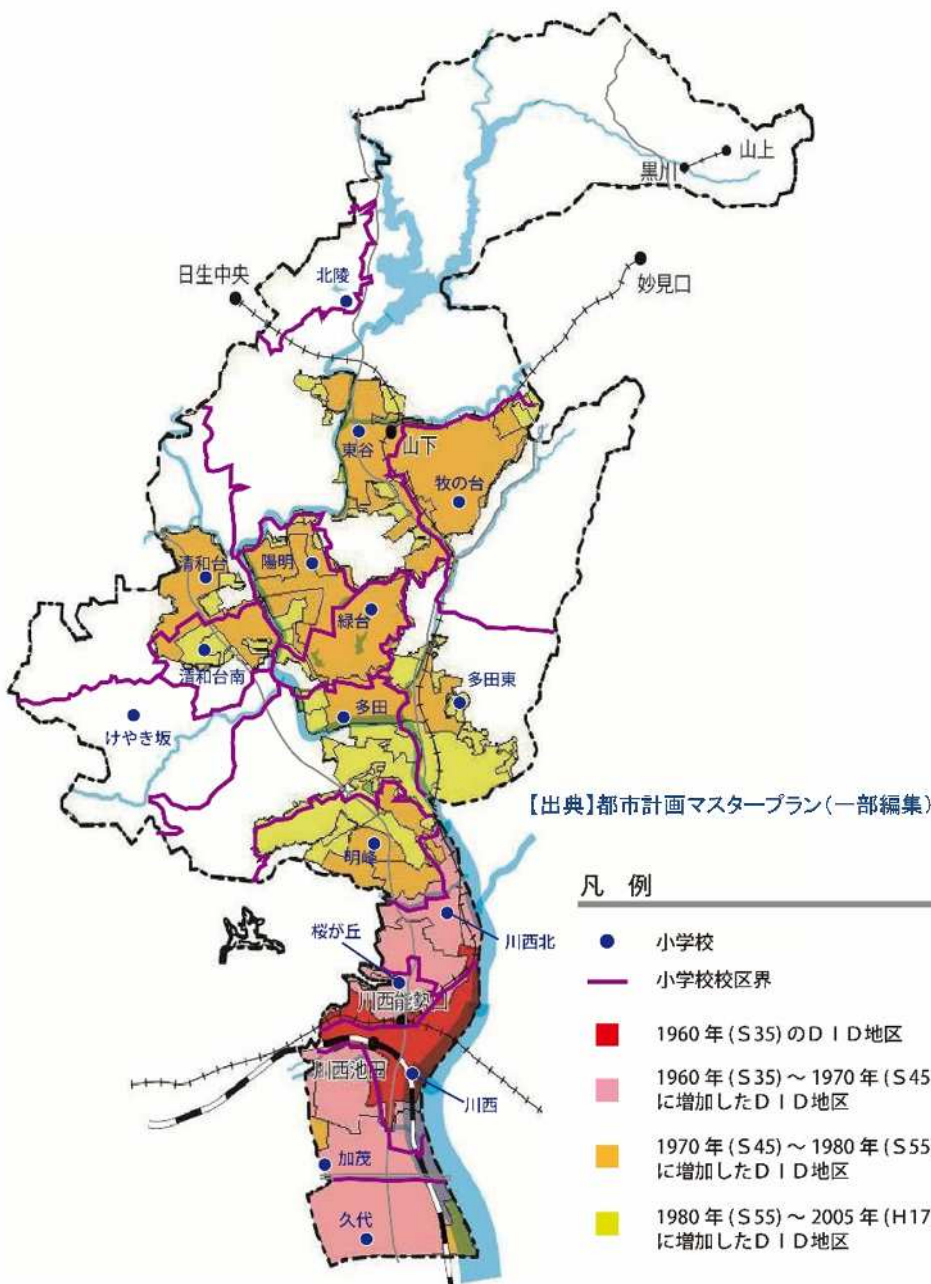 山上
黒川
妙見口
日生中央
北陵
東谷
山下
牧の台
清和台
陽明
緑台
清和台南
多田
多田東
けやき坂
【出典】都市計画マスタープラン(一部編集)
明峰
桜が丘
川西北
川西能勢口
川西池田
川西
加茂
久代
凡 例
小学校
小学校校区界
1960年(S35)のDID地区
1960年(S35)～1970年(S45
に増加したDID地区
1970年(S45)～1980年(S55
に増加したDID地区
1980年(S55)～2005年(H17
に増加したDID地区